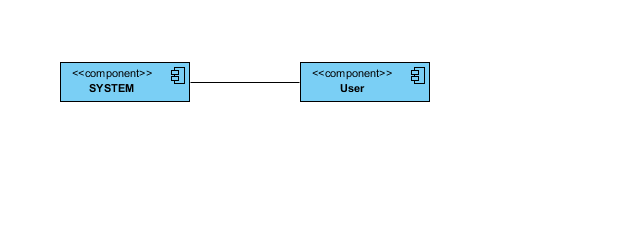 <<component>>
SYSTEM
<<component>>
User